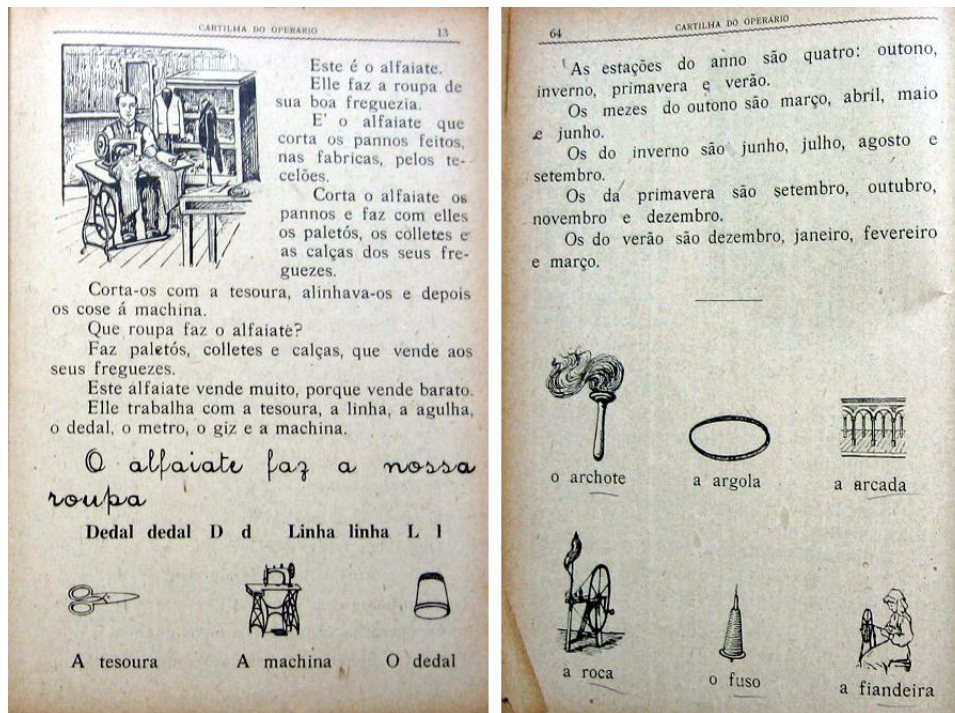 CARTILHA DO OPERARIO 13
Este é o alfaiate.
Elle faz a roupa de
sua boa freguezia.
E' o alfaiate que
corta os pannos feitos,
nas fabricas, pelos te-
celões.
Corta o alfaiate os
pannos e faz com elles
os paletós, os colletes e
as calças dos seus fre-
guezes.
Corta-os com a tesoura, alinhava-os e depois
os cose á machina.
Que roupa faz o alfaiate?
Faz paletós, colletes e calças, que vende aos
seus freguezes.
Este alfaiate vende muito, porque vende barato.
Elle trabalha com a tesoura, a linha, a agulha,
o dedal, o metro, o giz e a machina.
O alfaiate faz a nossa
roupa
Dedal dedal D d Linha linha L l
A tesoura A machina O dedal
64 CARTILHA DO OPERARIO
As estações do anno são quatro: outono,
inverno, primavera e verão.
Os mezes do outono são março, abril, maio
e junho.
Os do inverno são junho, julho, agosto e
setembro.
Os da primavera são setembro, outubro,
novembro e dezembro.
Os do verão são dezembro, janeiro, fevereiro
e março.
o archote a argola a arcada
a roca o fuso a fiandeira